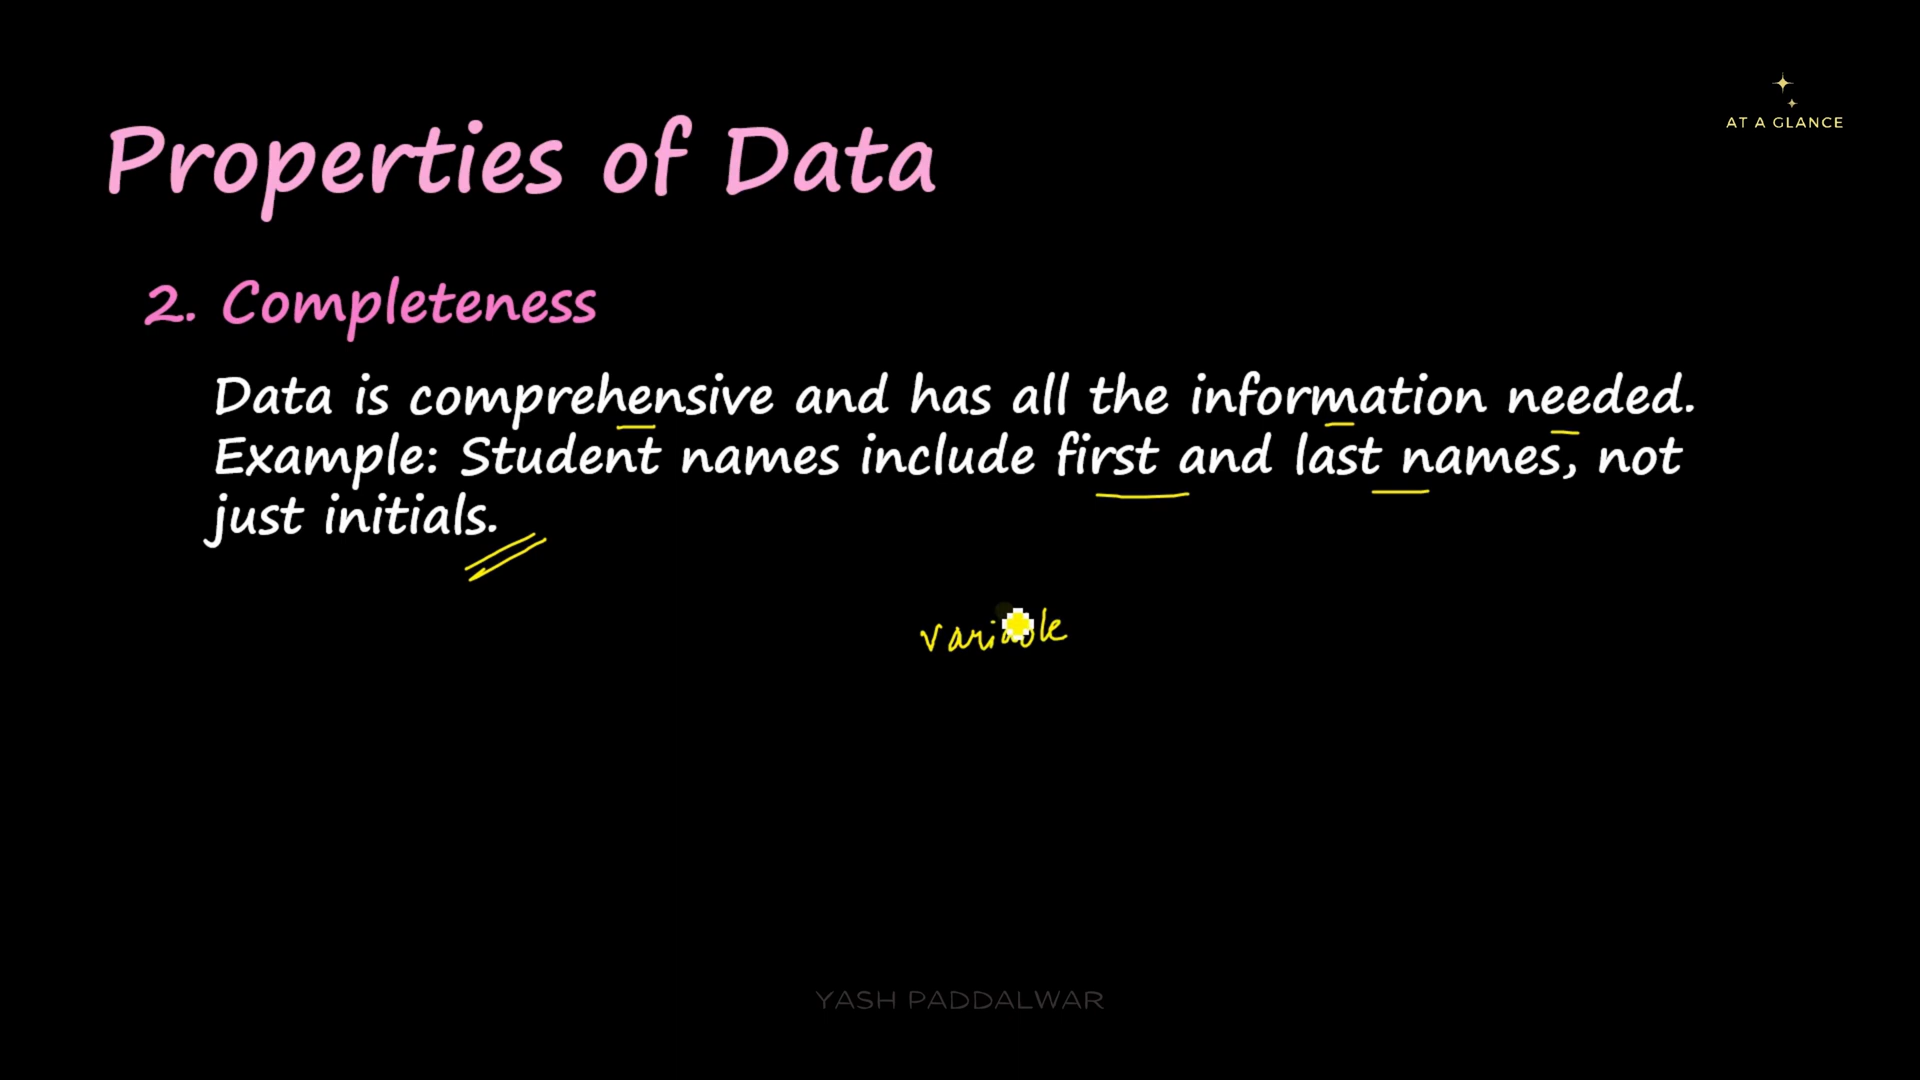 AT A GLANCE
Properties of Data
2. Completeness
Data is comprehensive and has all the information needed.
Example: Student names include first and last names, not
just initials.
variable
YASH PADDALWAR